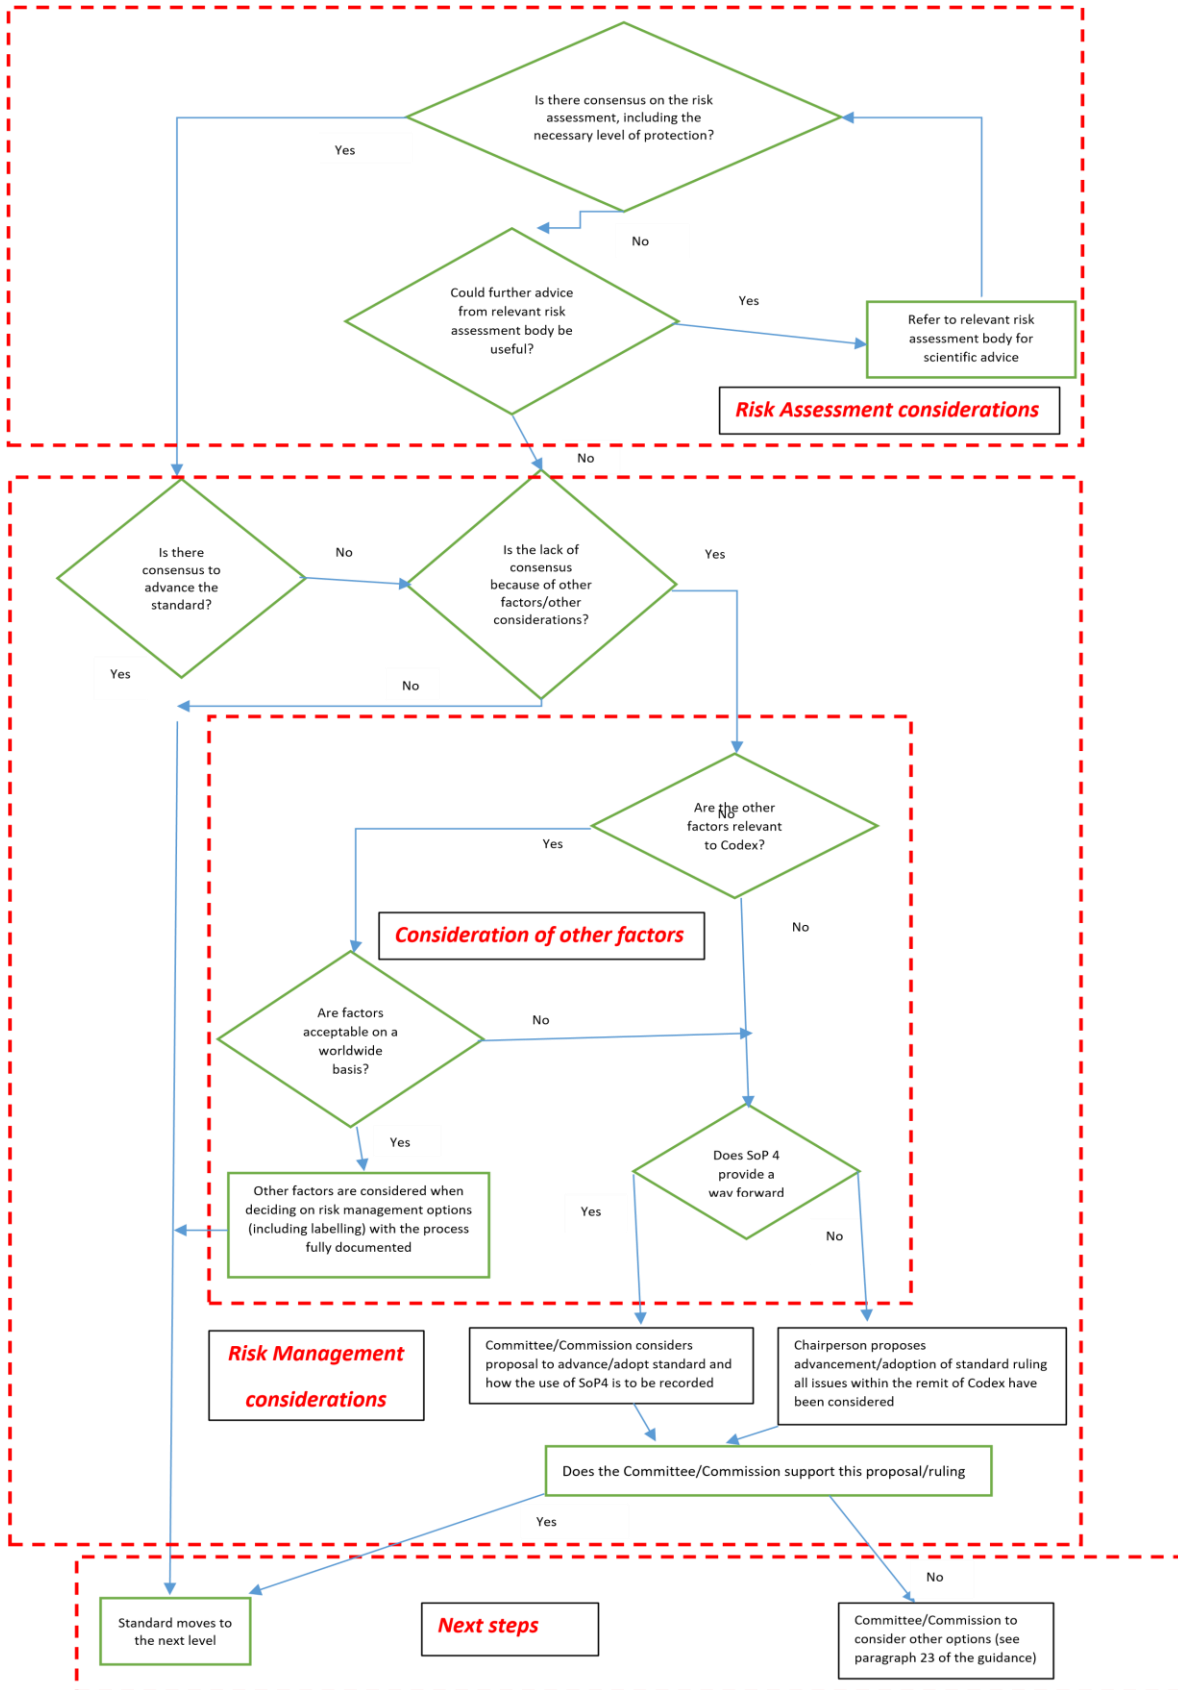 Is there consensus on the risk
assessment, including the
necessary level of protection?
Yes
No
Could further advice
from relevant risk
assessment body be
useful?
Yes
Refer to relevant risk
assessment body for
scientific advice
Risk Assessment considerations
No
Is there
consensus to
advance the
standard?
No
Is the lack of
consensus
because of other
factors/other
considerations?
Yes
Yes
No
Are the other
No
factors relevant
to Codex?
Yes
No
Consideration of other factors
Are factors
acceptable on a
worldwide
basis?
No
Yes
Does SoP 4
provide a
way forward
Other factors are considered when
deciding on risk management options
(including labelling) with the process
fully documented
Yes
No
Risk Management
considerations
Committee/Commission considers
proposal to advance/adopt standard and
how the use of SoP4 is to be recorded
Chairperson proposes
advancement/adoption of standard ruling
all issues within the remit of Codex have
been considered
Does the Committee/Commission support this proposal/ruling
Yes
No
Standard moves to
the next level
Next steps
Committee/Commission to
consider other options (see
paragraph 23 of the guidance)